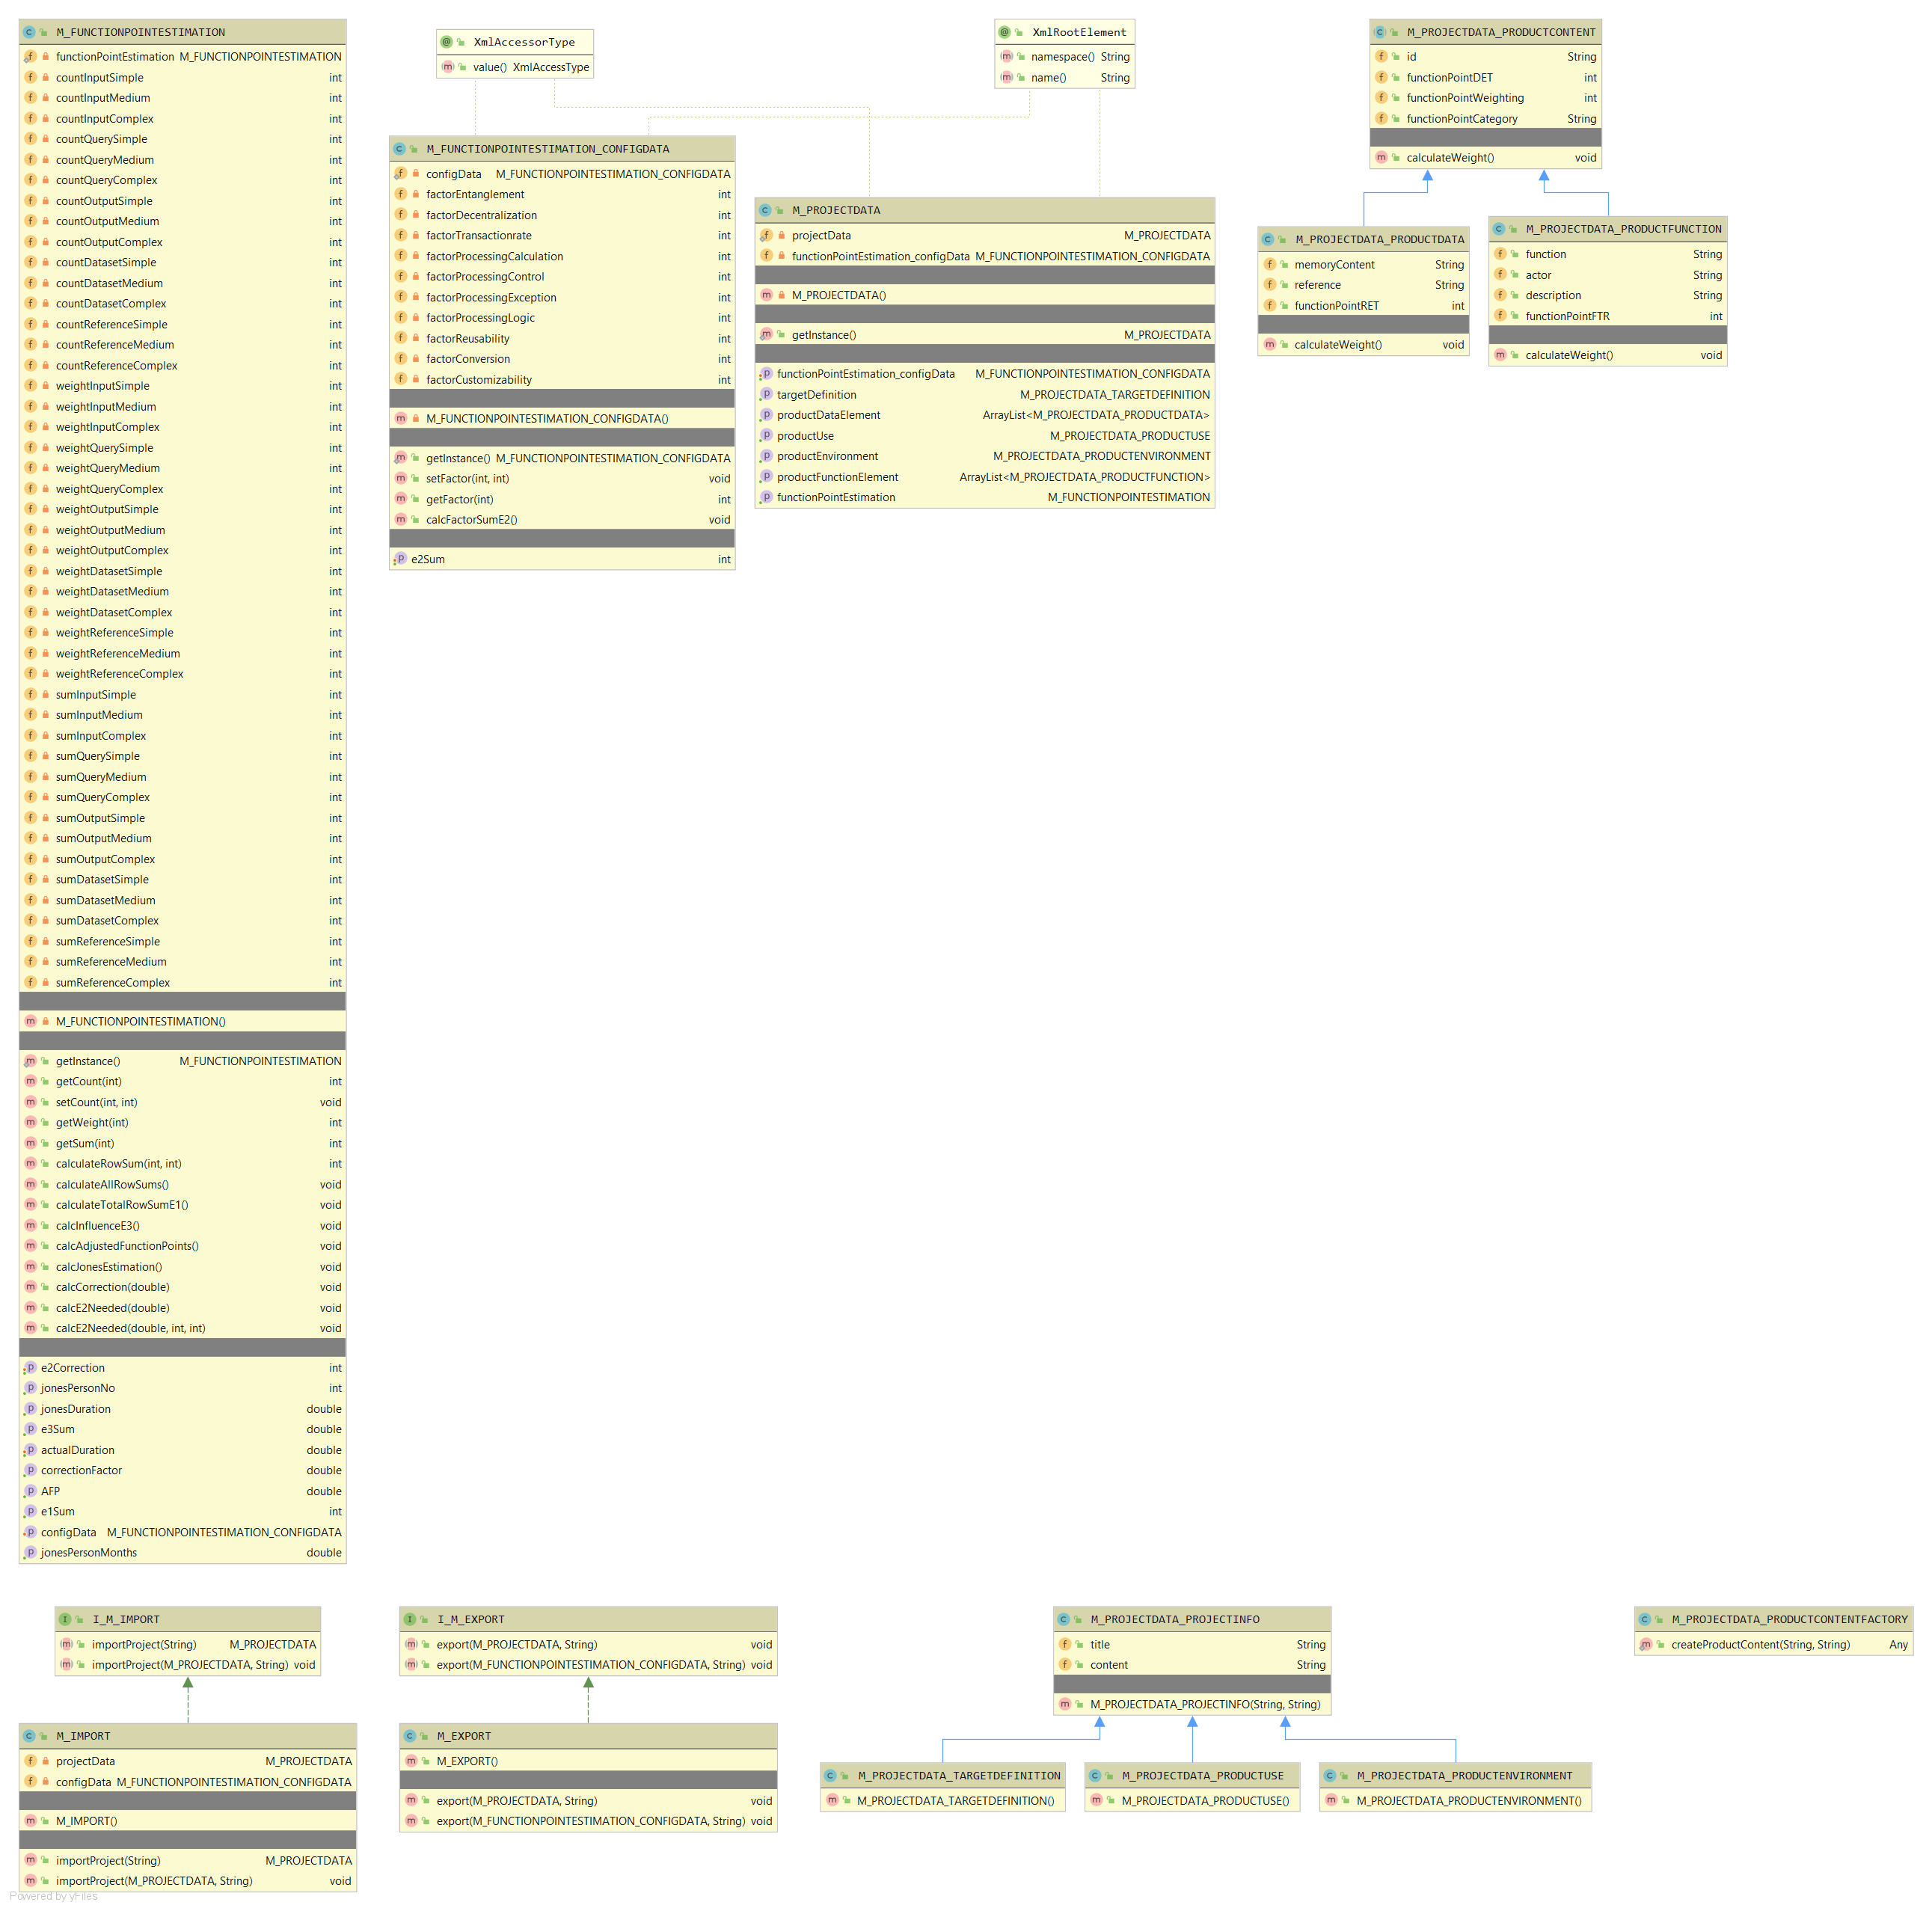 M_FUNCTIONPOINTESTIMATION
functionPointEstimation M_FUNCTIONPOINTESTIMATION
countInputSimple int
countInputMedium int
countInputComplex int
countQuerySimple int
countQueryMedium int
countQueryComplex int
countOutputSimple int
countOutputMedium int
countOutputComplex int
countDatasetSimple int
countDatasetMedium int
countDatasetComplex int
countReferenceSimple int
countReferenceMedium int
countReferenceComplex int
weightInputSimple int
weightInputMedium int
weightInputComplex int
weightQuerySimple int
weightQueryMedium int
weightQueryComplex int
weightOutputSimple int
weightOutputMedium int
weightOutputComplex int
weightDatasetSimple int
weightDatasetMedium int
weightDatasetComplex int
weightReferenceSimple int
weightReferenceMedium int
weightReferenceComplex int
sumInputSimple int
sumInputMedium int
sumInputComplex int
sumQuerySimple int
sumQueryMedium int
sumQueryComplex int
sumOutputSimple int
sumOutputMedium int
sumOutputComplex int
sumDatasetSimple int
sumDatasetMedium int
sumDatasetComplex int
sumReferenceSimple int
sumReferenceMedium int
sumReferenceComplex int
M_FUNCTIONPOINTESTIMATION()
getInstance() M_FUNCTIONPOINTESTIMATION
getCount(int) int
setCount(int, int) void
getWeight(int) int
getSum(int) int
calculateRowSum(int, int) int
calculateAllRowSums() void
calculateTotalRowSumE1() void
calcInfluenceE3() void
calcAdjustedFunctionPoints() void
calcJonesEstimation() void
calcCorrection(double) void
calcE2Needed(double) void
calcE2Needed(double, int, int) void
e2Correction int
jonesPersonNo int
jonesDuration double
e3Sum double
actualDuration double
correctionFactor double
AFP double
e1Sum int
configData M_FUNCTIONPOINTESTIMATION_CONFIGDATA
jonesPersonMonths double
XmlAccessorType
value() XmlAccessType
XmlRootElement
namespace() String
name() String
M_FUNCTIONPOINTESTIMATION_CONFIGDATA
configData M_FUNCTIONPOINTESTIMATION_CONFIGDATA
factorEntanglement int
factorDecentralization int
factorTransactionrate int
factorProcessingCalculation int
factorProcessingControl int
factorProcessingException int
factorProcessingLogic int
factorReusability int
factorConversion int
factorCustomizability int
M_FUNCTIONPOINTESTIMATION_CONFIGDATA()
getInstance() M_FUNCTIONPOINTESTIMATION_CONFIGDATA
setFactor(int, int) void
getFactor(int) int
calcFactorSumE2() void
e2Sum int
M_PROJECTDATA
projectData M_PROJECTDATA
functionPointEstimation_configData M_FUNCTIONPOINTESTIMATION_CONFIGDATA
M_PROJECTDATA()
getInstance() M_PROJECTDATA
functionPointEstimation_configData M_FUNCTIONPOINTESTIMATION_CONFIGDATA
targetDefinition M_PROJECTDATA_TARGETDEFINITION
productDataElement ArrayList<M_PROJECTDATA_PRODUCTDATA>
productUse M_PROJECTDATA_PRODUCTUSE
productEnvironment M_PROJECTDATA_PRODUCTENVIRONMENT
productFunctionElement ArrayList<M_PROJECTDATA_PRODUCTFUNCTION>
functionPointEstimation M_FUNCTIONPOINTESTIMATION
M_PROJECTDATA_PRODUCTCONTENT
id String
functionPointDET int
functionPointWeighting int
functionPointCategory String
calculateWeight() void
M_PROJECTDATA_PRODUCTDATA
memoryContent String
reference String
functionPointRET int
calculateWeight() void
M_PROJECTDATA_PRODUCTFUNCTION
function String
actor String
description String
functionPointFTR int
calculateWeight() void
I_M_IMPORT
importProject(String) M_PROJECTDATA
importProject(M_PROJECTDATA, String) void
M_IMPORT
projectData M_PROJECTDATA
configData M_FUNCTIONPOINTESTIMATION_CONFIGDATA
M_IMPORT()
importProject(String) M_PROJECTDATA
importProject(M_PROJECTDATA, String) void
I_M_EXPORT
export(M_PROJECTDATA, String) void
export(M_FUNCTIONPOINTESTIMATION_CONFIGDATA, String) void
M_EXPORT
M_EXPORT()
export(M_PROJECTDATA, String) void
export(M_FUNCTIONPOINTESTIMATION_CONFIGDATA, String) void
M_PROJECTDATA_PROJECTINFO
title String
content String
M_PROJECTDATA_PROJECTINFO(String, String)
M_PROJECTDATA_TARGETDEFINITION
M_PROJECTDATA_TARGETDEFINITION()
M_PROJECTDATA_PRODUCTUSE
M_PROJECTDATA_PRODUCTUSE()
M_PROJECTDATA_PRODUCTENVIRONMENT
M_PROJECTDATA_PRODUCTENVIRONMENT()
M_PROJECTDATA_PRODUCTCONTENTFACTORY
createProductContent(String, String) Any
Powered by yFiles